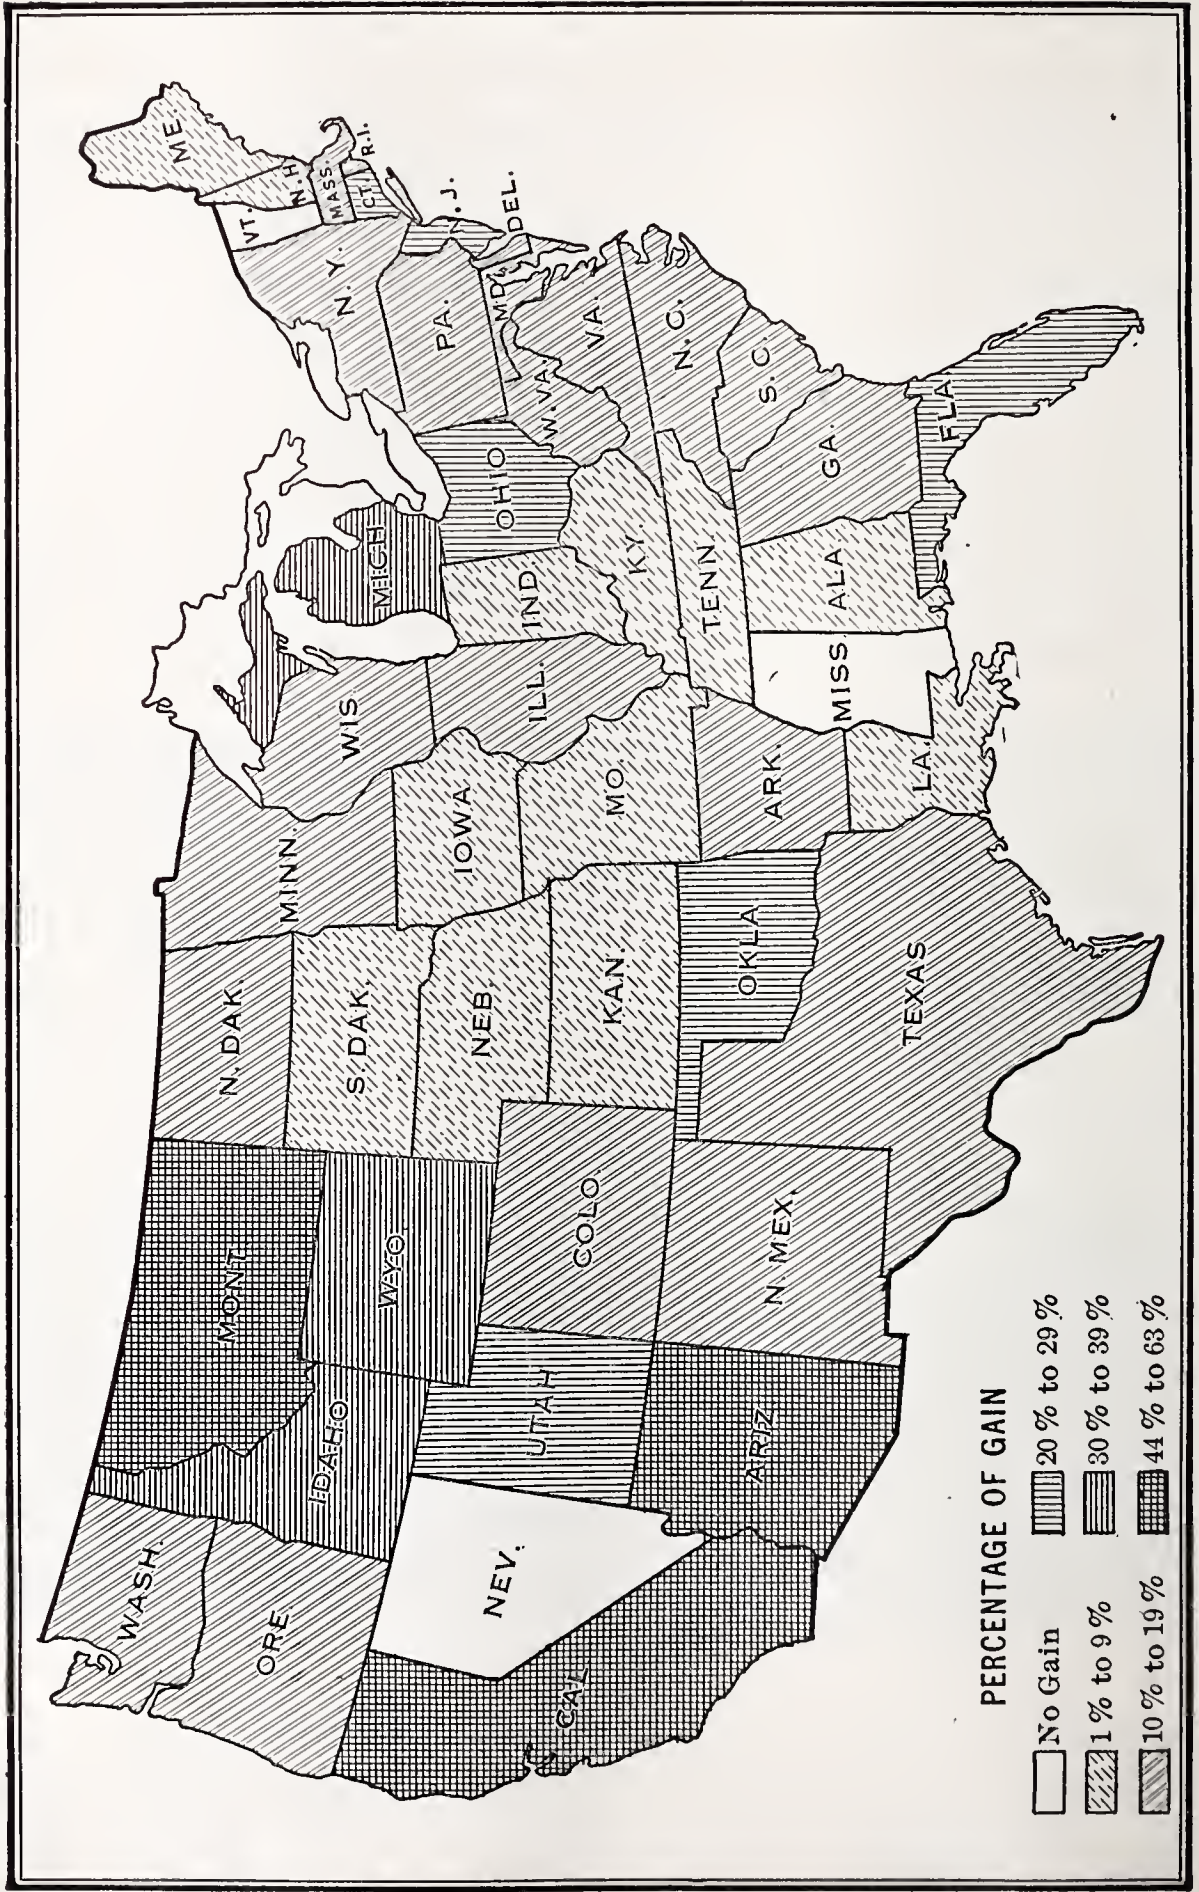 WASH.
ORE.
CAL
NEV.
IDAHO
MONT.
WYO
UTAH
ARIZ.
COLO.
N. MEX.
N. DAK.
S. DAK.
NEB.
KAN.
OKLA
TEXAS
MINN.
IOWA
MO
ARK.
LA.
WIS.
ILL.
MICH
IND
OHIO
KY.
TENN
MISS
ALA
GA.
FLA
S. C.
N. C.
VA.
W. VA.
MD.
DEL.
PA.
J.
N. Y.
CT.
R.I.
MASS.
VT.
N. H
ME.
PERCENTAGE OF GAIN
No Gain
1 % to 9 %
10 % to 19 %
20 % to 29 %
30 % to 39 %
44 % to 63 %